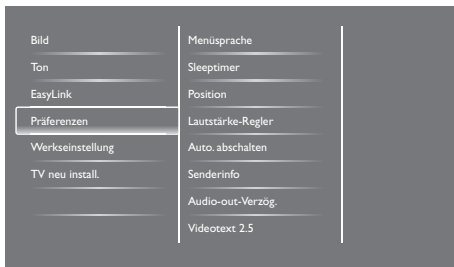 Bild
Ton
EasyLink
Präferenzen
Werkseinstellung
TV neu install.
Menüsprache
Sleeptimer
Position
Lautstärke-Regler
Auto. abschalten
Senderinfo
Audio-out-Verzög.
Videotext 2.5